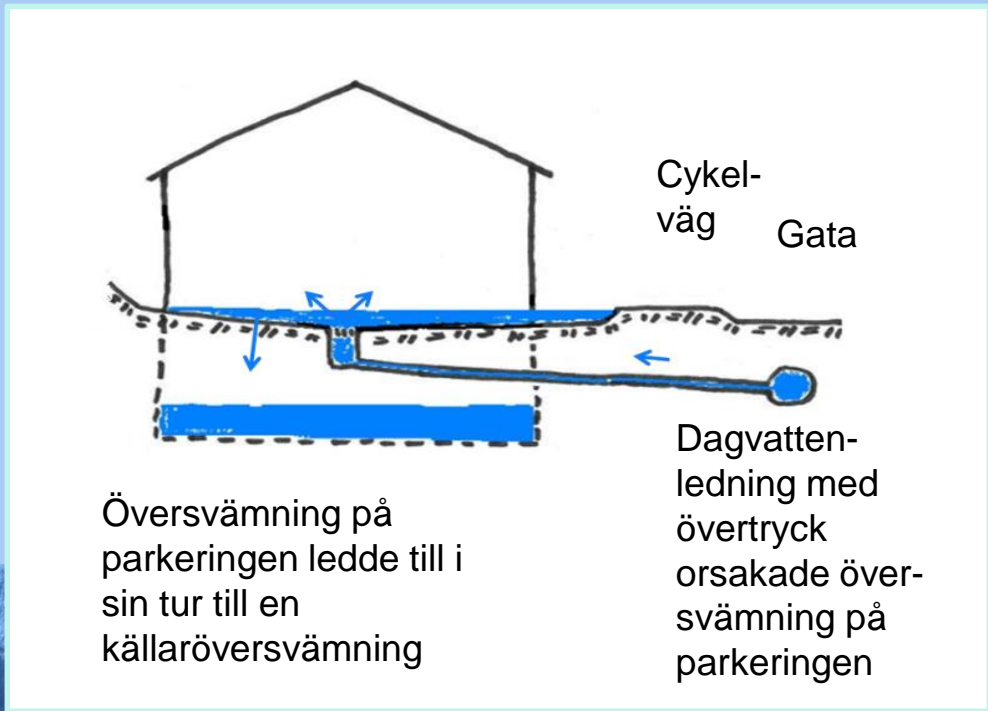 Cykel-
väg
Gata
Översvämning på
parkeringen ledde till i
sin tur till en
källaröversvämning
Dagvatten-
ledning med
övertryck
orsakade över-
svämning på
parkeringen